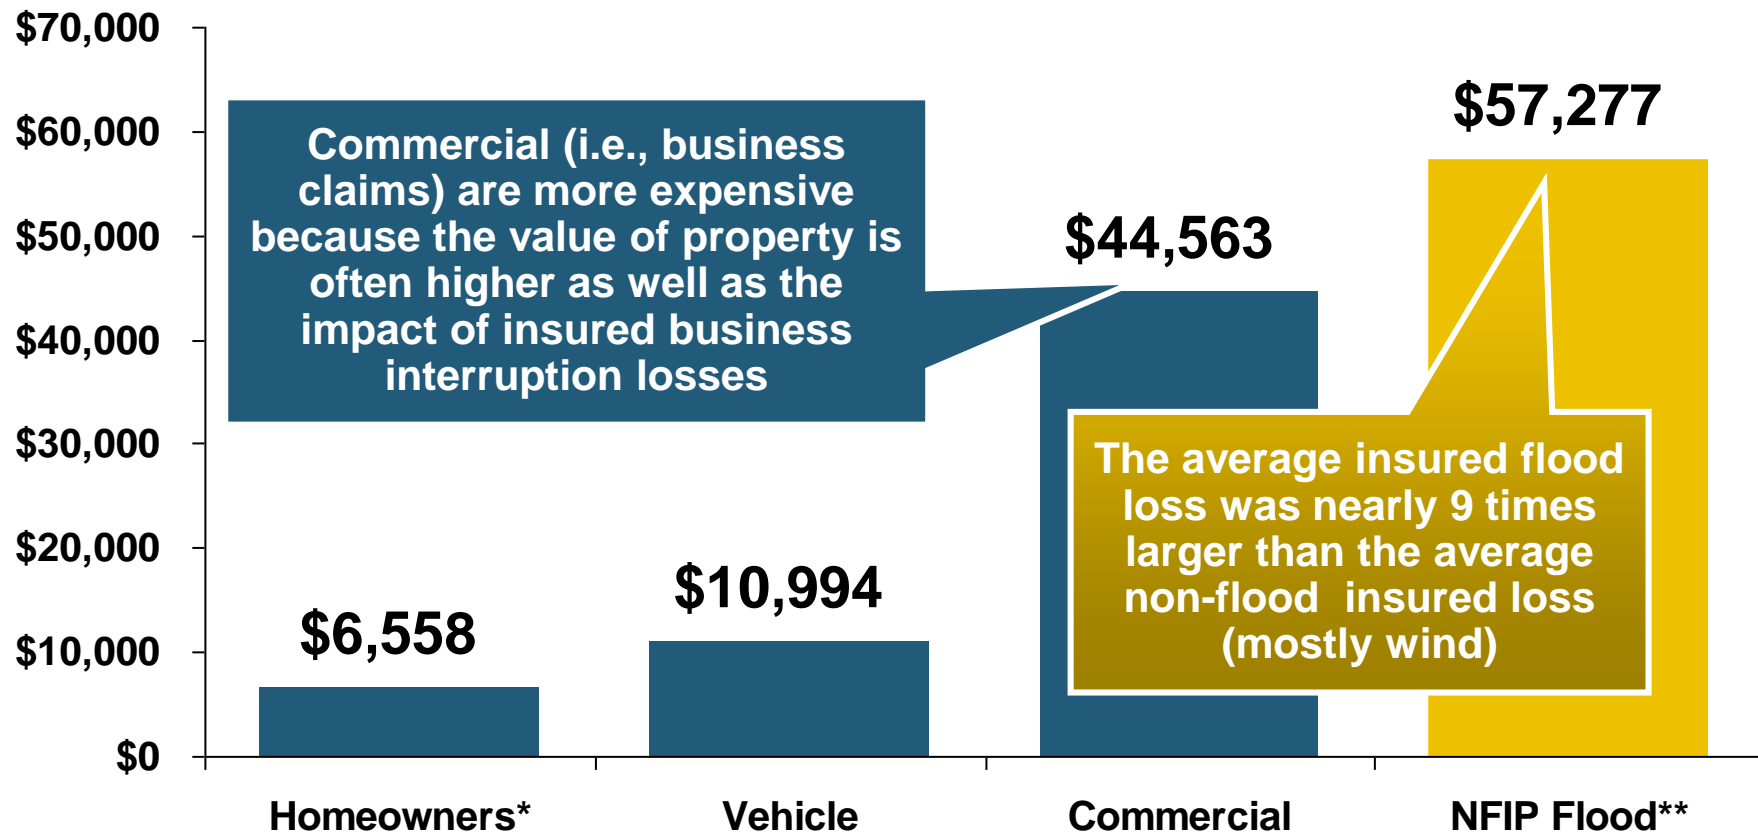 $70,000
$60,000
$50,000
$40,000
$30,000
$20,000
$10,000
$0
Commercial (i.e., business
claims) are more expensive
because the value of property is
often higher as well as the
impact of insured business
interruption losses
$6,558
$10,994
$44,563
$57,277
The average insured flood
loss was nearly 9 times
larger than the average
non-flood insured loss
(mostly wind)
Homeowners*
Vehicle
Commercial
NFIP Flood**